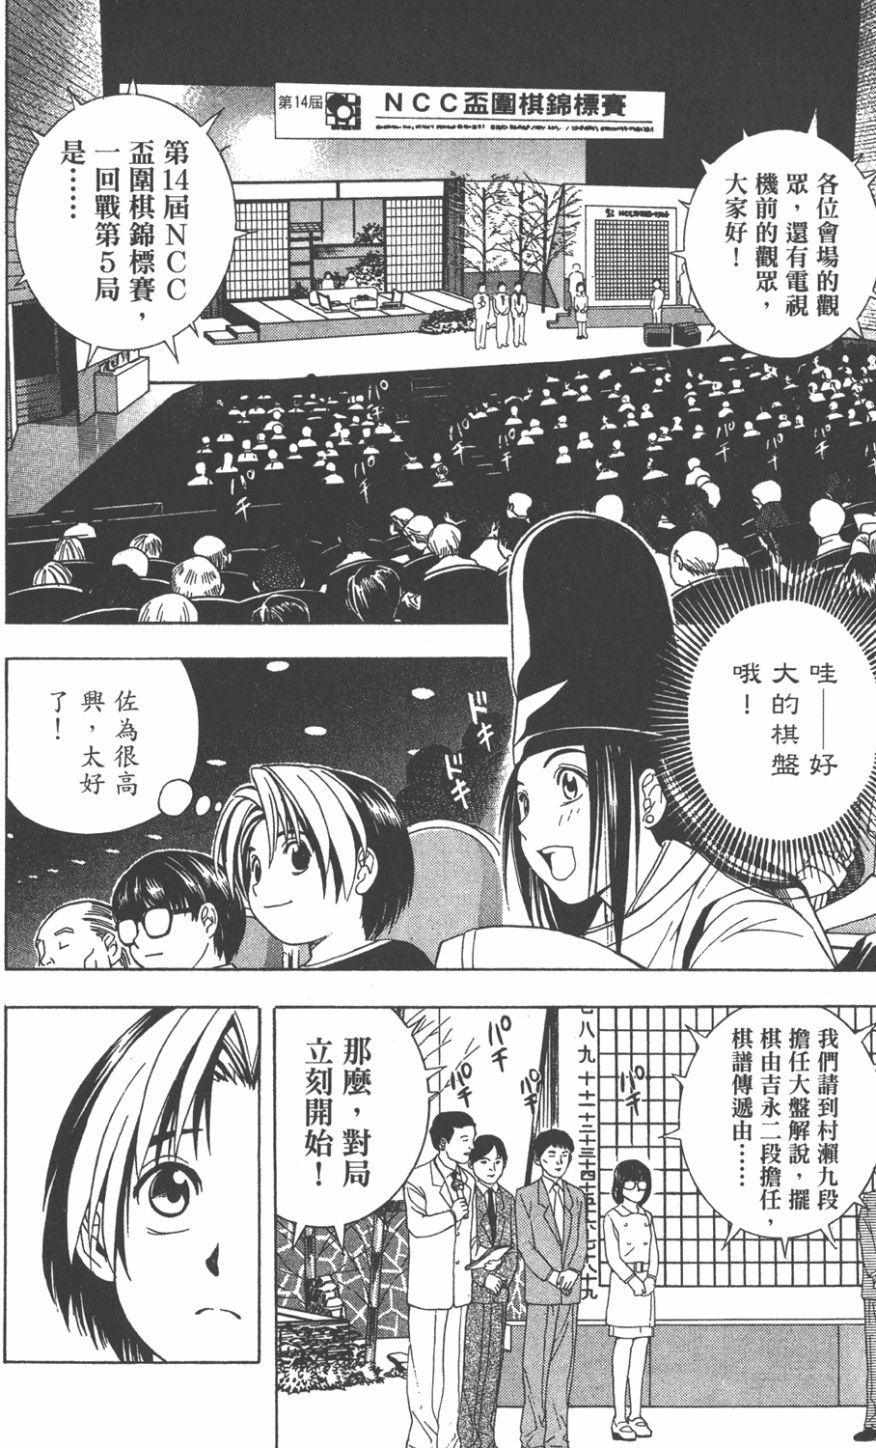 第14屆
NCC盃圍棋錦標賽
各位會場的觀
眾，還有電視
機前的觀眾，
大家好！
第14屆NCC
盃圍棋錦標賽，
一回戰第5局
是……
パチ
パチ
パチ
パチ
パチ
パチ
哇——好
大的棋盤
哦！
ドキ
ドキ
佐為很高
興，太好
了！
我們請到村瀨九段
擔任大盤解說，擺
棋由吉永二段擔任，
棋譜傳遞由……
パチ
パチ
パチ
パチ
七八九十十一十二十三十四十五十六十七十八十九
那麼，對局
立刻開始！